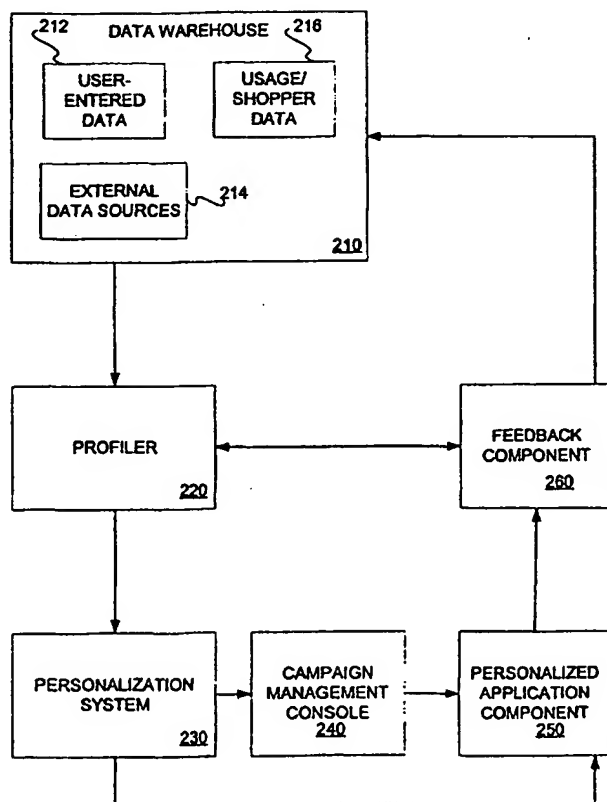 212
DATA WAREHOUSE
216
USER-
ENTERED
DATA
USAGE/
SHOPPER
DATA
EXTERNAL
DATA SOURCES
214
210
PROFILER
220
FEEDBACK
COMPONENT
260
PERSONALIZATION
SYSTEM
230
CAMPAIGN
MANAGEMENT
CONSOLE
240
PERSONALIZED
APPLICATION
COMPONENT
250